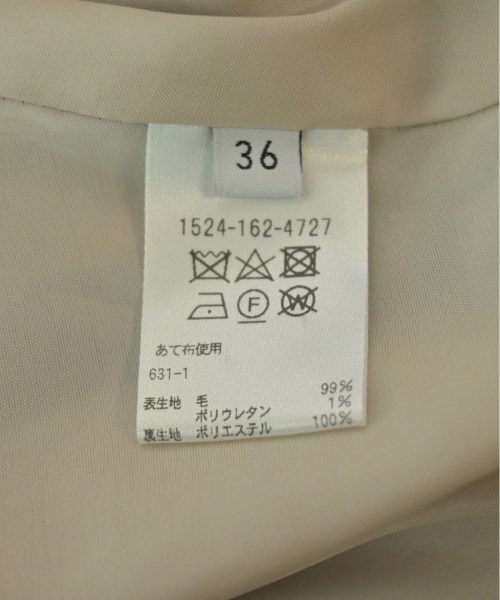 36
1524-162-4727
F W
あて布使用
631-1
表生地 毛 99%
ポリウレタン 1%
裏生地 ポリエステル 100%